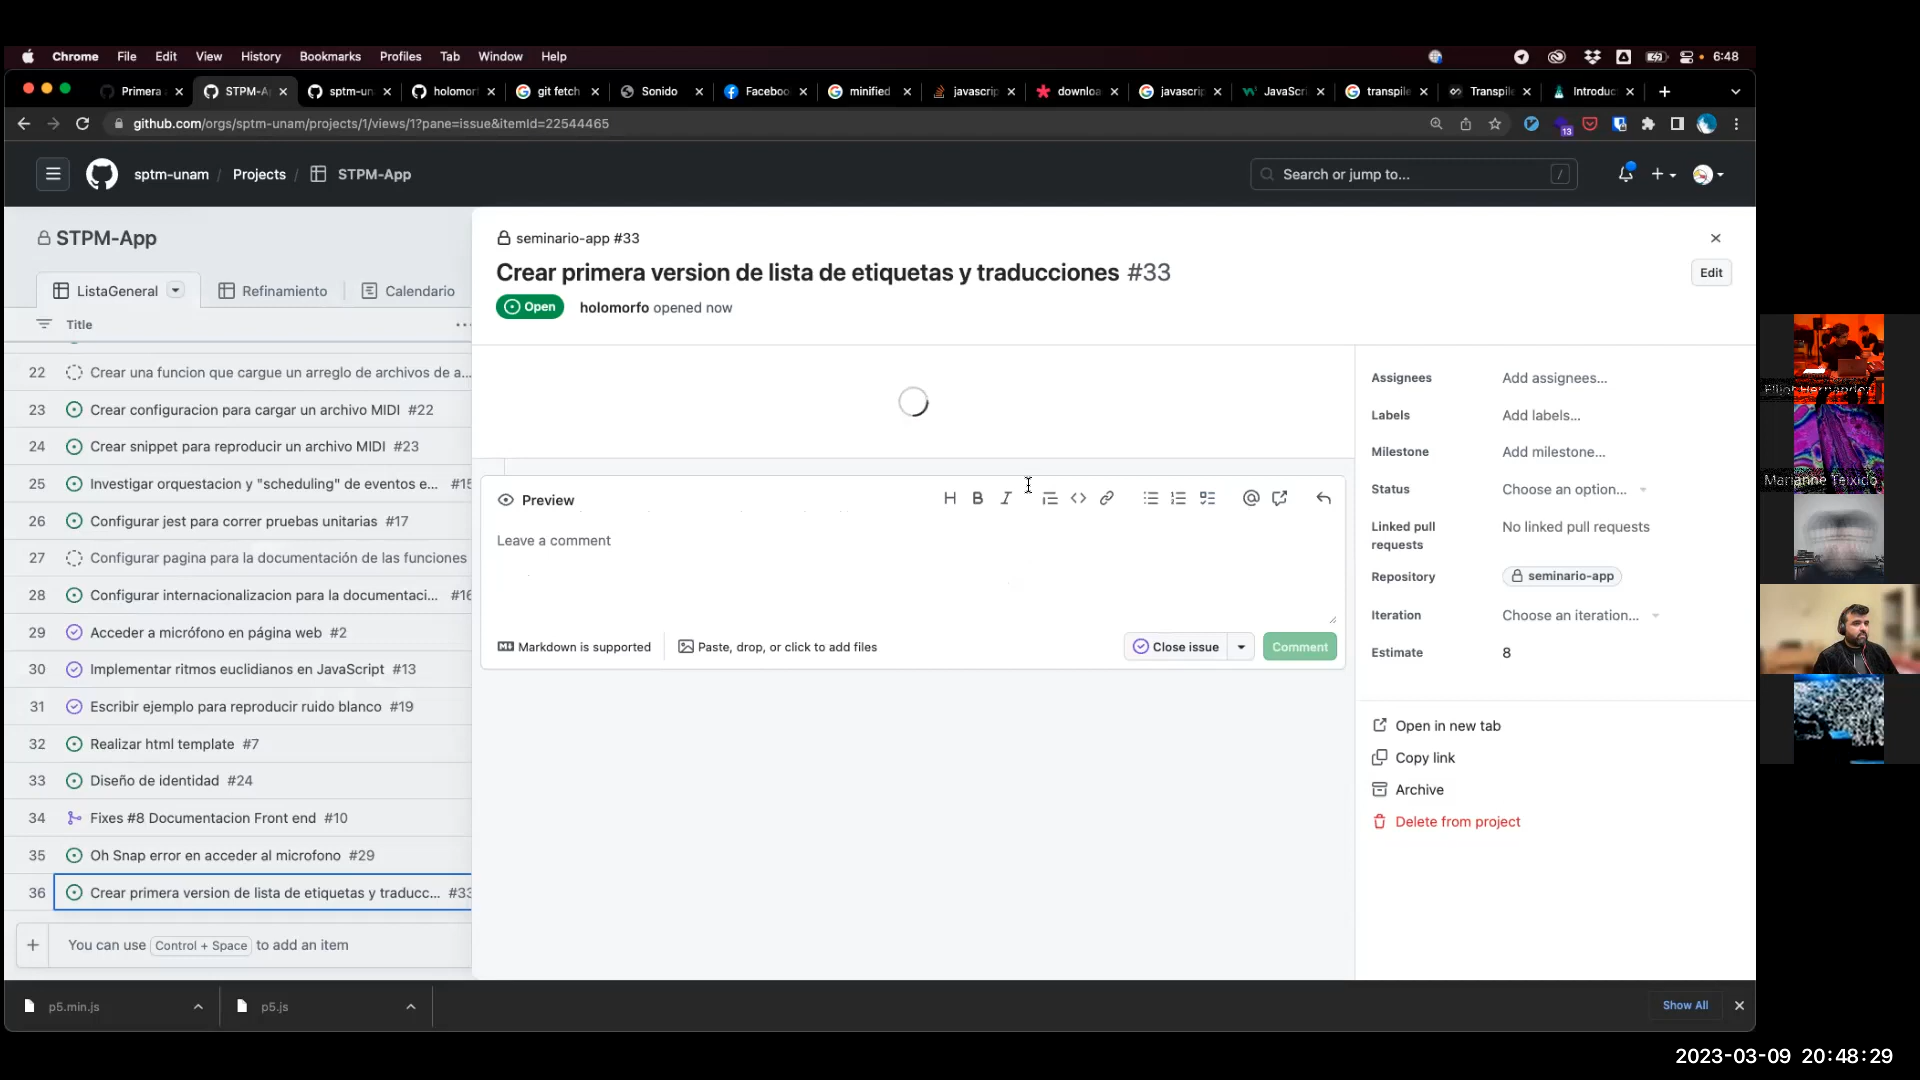 Chrome File Edit View History Bookmarks Profiles Tab Window Help 6:48
Primera STPM-A sptm-un holomor git fetch Sonido Faceboo minified javascrip downloa javascrip JavaScri transpile Transpile Introduc
github.com/orgs/sptm-unam/projects/1/views/1?pane=issue&itemId=22544465 13
sptm-unam / Projects / STPM-App Search or jump to... /
STPM-App
ListaGeneral Refinamiento Calendario
Title
22 Crear una funcion que cargue un arreglo de archivos de a...
23 Crear configuracion para cargar un archivo MIDI #22
24 Crear snippet para reproducir un archivo MIDI #23
25 Investigar orquestacion y "scheduling" de eventos e... #15
26 Configurar jest para correr pruebas unitarias #17
27 Configurar pagina para la documentación de las funciones
28 Configurar internacionalizacion para la documentaci... #16
29 Acceder a micrófono en página web #2
30 Implementar ritmos euclidianos en JavaScript #13
31 Escribir ejemplo para reproducir ruido blanco #19
32 Realizar html template #7
33 Diseño de identidad #24
34 Fixes #8 Documentacion Front end #10
35 Oh Snap error en acceder al microfono #29
36 Crear primera version de lista de etiquetas y traducc... #33
You can use Control + Space to add an item
seminario-app #33
Crear primera version de lista de etiquetas y traducciones #33
Edit
Open holomorfo opened now
Preview
Leave a comment
Markdown is supported Paste, drop, or click to add files Close issue Comment
Assignees Add assignees...
Labels Add labels...
Milestone Add milestone...
Status Choose an option...
Linked pull requests No linked pull requests
Repository seminario-app
Iteration Choose an iteration...
Estimate 8
Open in new tab
Copy link
Archive
Delete from project
p5.min.js p5.js Show All
Elliot Hernandez
Marianne Teixido
2023-03-09 20:48:29